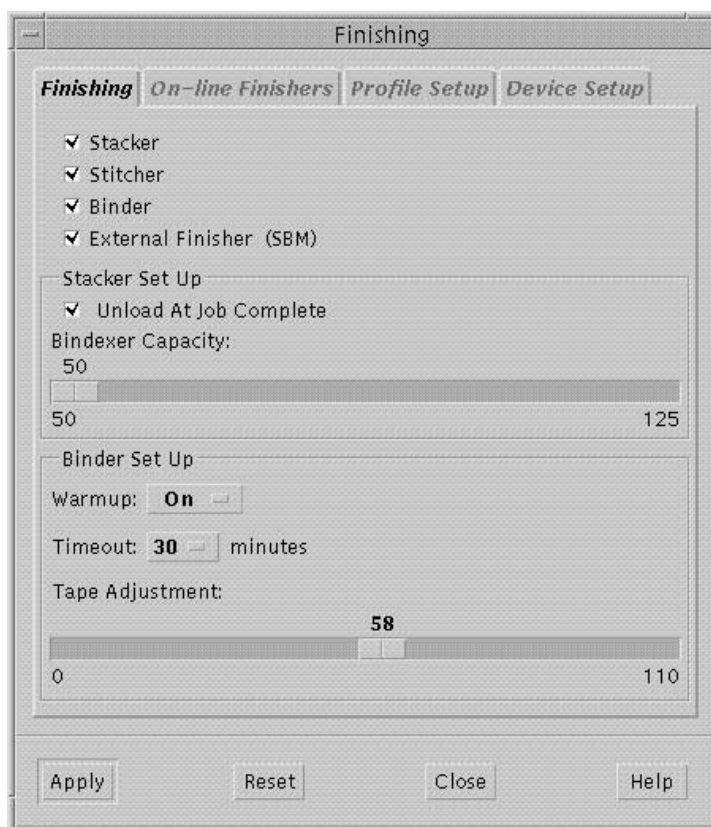 Finishing
Finishing On-line Finishers Profile Setup Device Setup
Stacker
Stitcher
Binder
External Finisher (SBM)
Stacker Set Up
Unload At Job Complete
Bindexer Capacity:
50
50 125
Binder Set Up
Warmup: On
Timeout: 30 minutes
Tape Adjustment:
58
0 110
Apply Reset Close Help